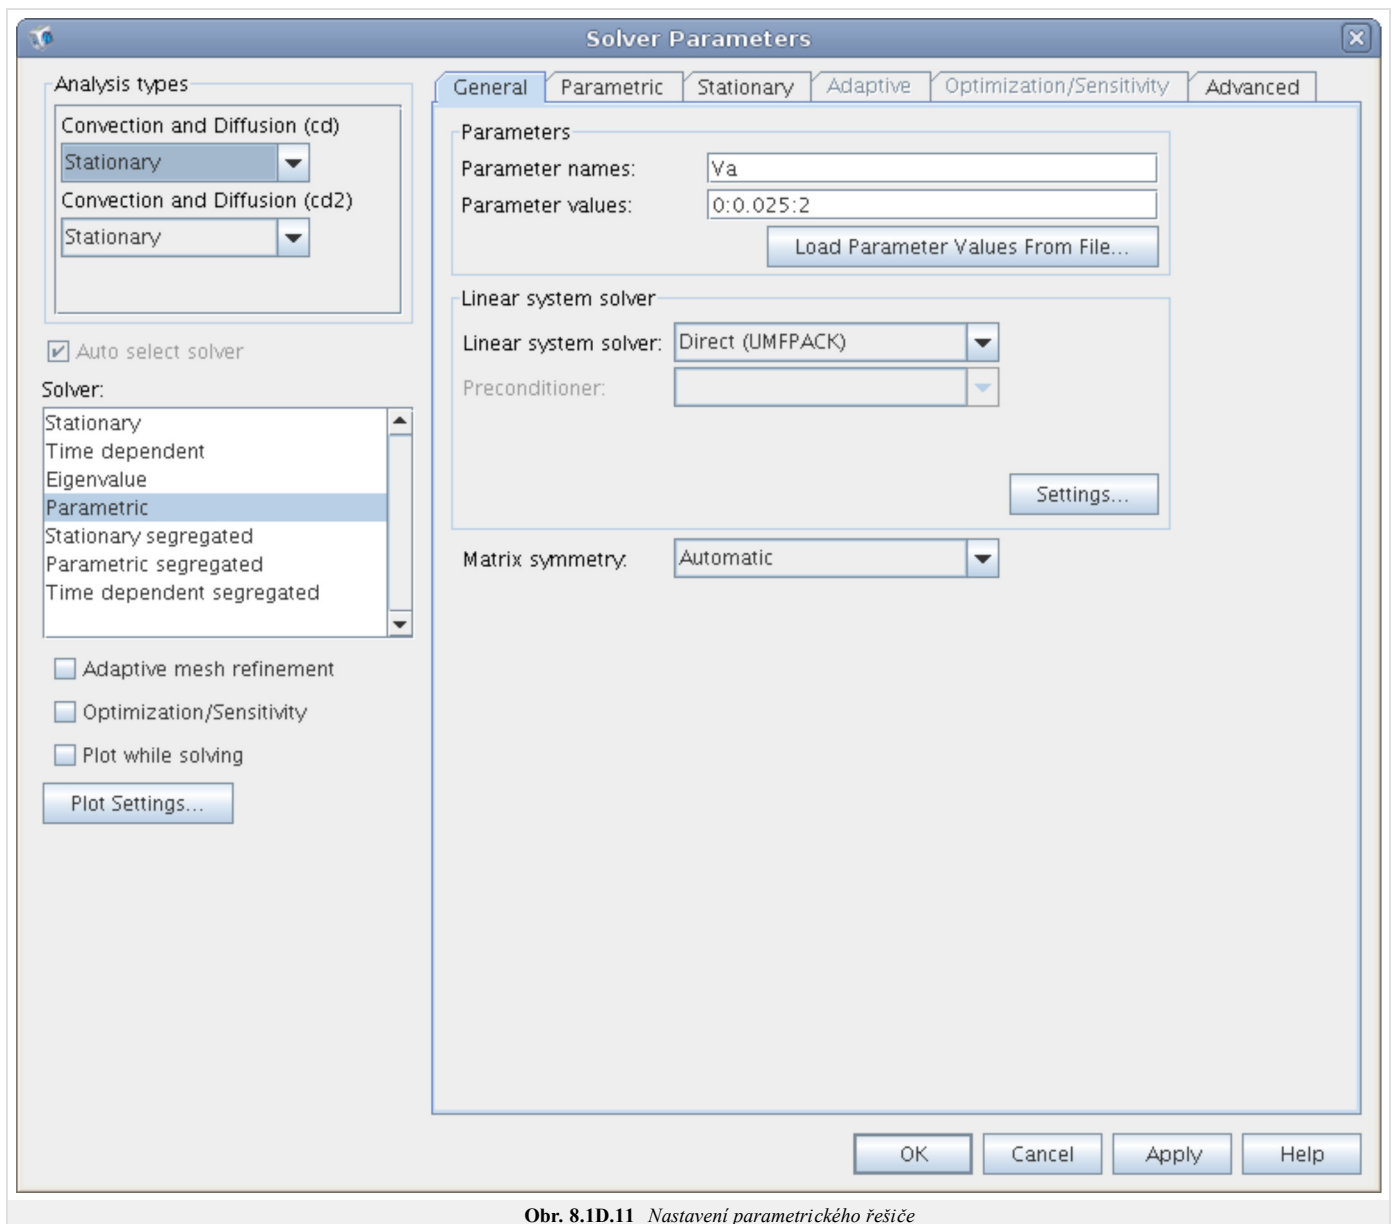 Solver Parameters
Analysis types
Convection and Diffusion (cd)
Stationary
Convection and Diffusion (cd2)
Stationary
Auto select solver
Solver:
Stationary
Time dependent
Eigenvalue
Parametric
Stationary segregated
Parametric segregated
Time dependent segregated
Adaptive mesh refinement
Optimization/Sensitivity
Plot while solving
Plot Settings...
General Parametric Stationary Adaptive Optimization/Sensitivity Advanced
Parameters
Parameter names: Va
Parameter values: 0:0.025:2
Load Parameter Values From File...
Linear system solver
Linear system solver: Direct (UMFPACK)
Preconditioner:
Settings...
Matrix symmetry: Automatic
OK Cancel Apply Help
Obr. 8.1D.11 Nastavení parametrického řešiče